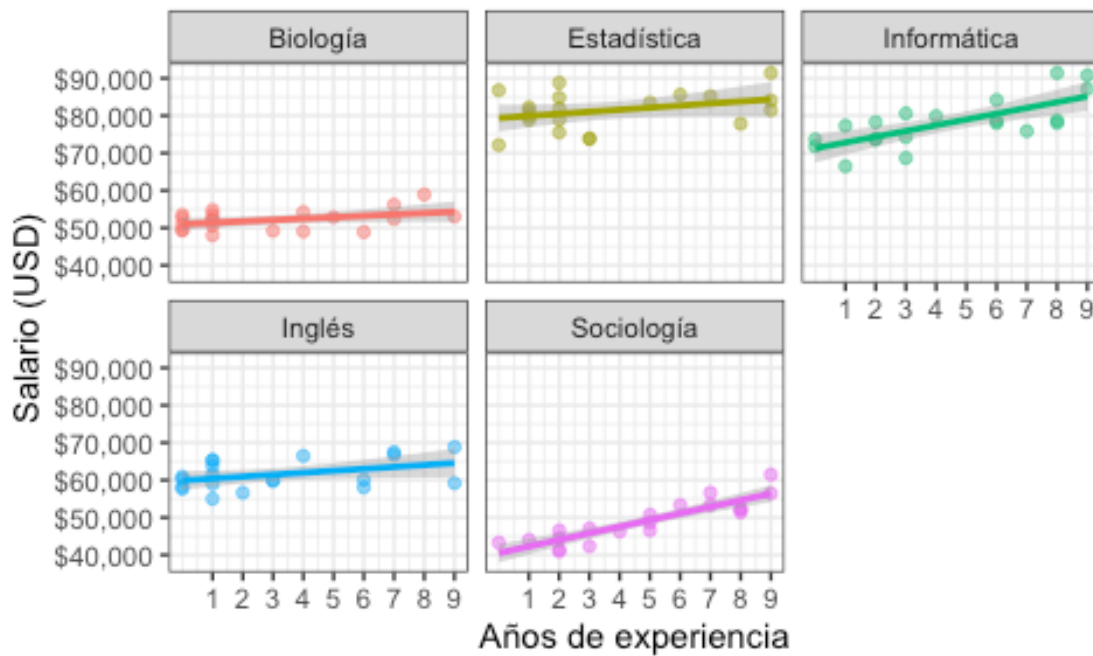 Biología
Estadística
Informática
$90,000
$80,000
$70,000
$60,000
$50,000
$40,000
1 2 3 4 5 6 7 8 9
Inglés
Sociología
$90,000
$80,000
$70,000
$60,000
$50,000
$40,000
1 2 3 4 5 6 7 8 9
1 2 3 4 5 6 7 8 9
Salario (USD)
Años de experiencia